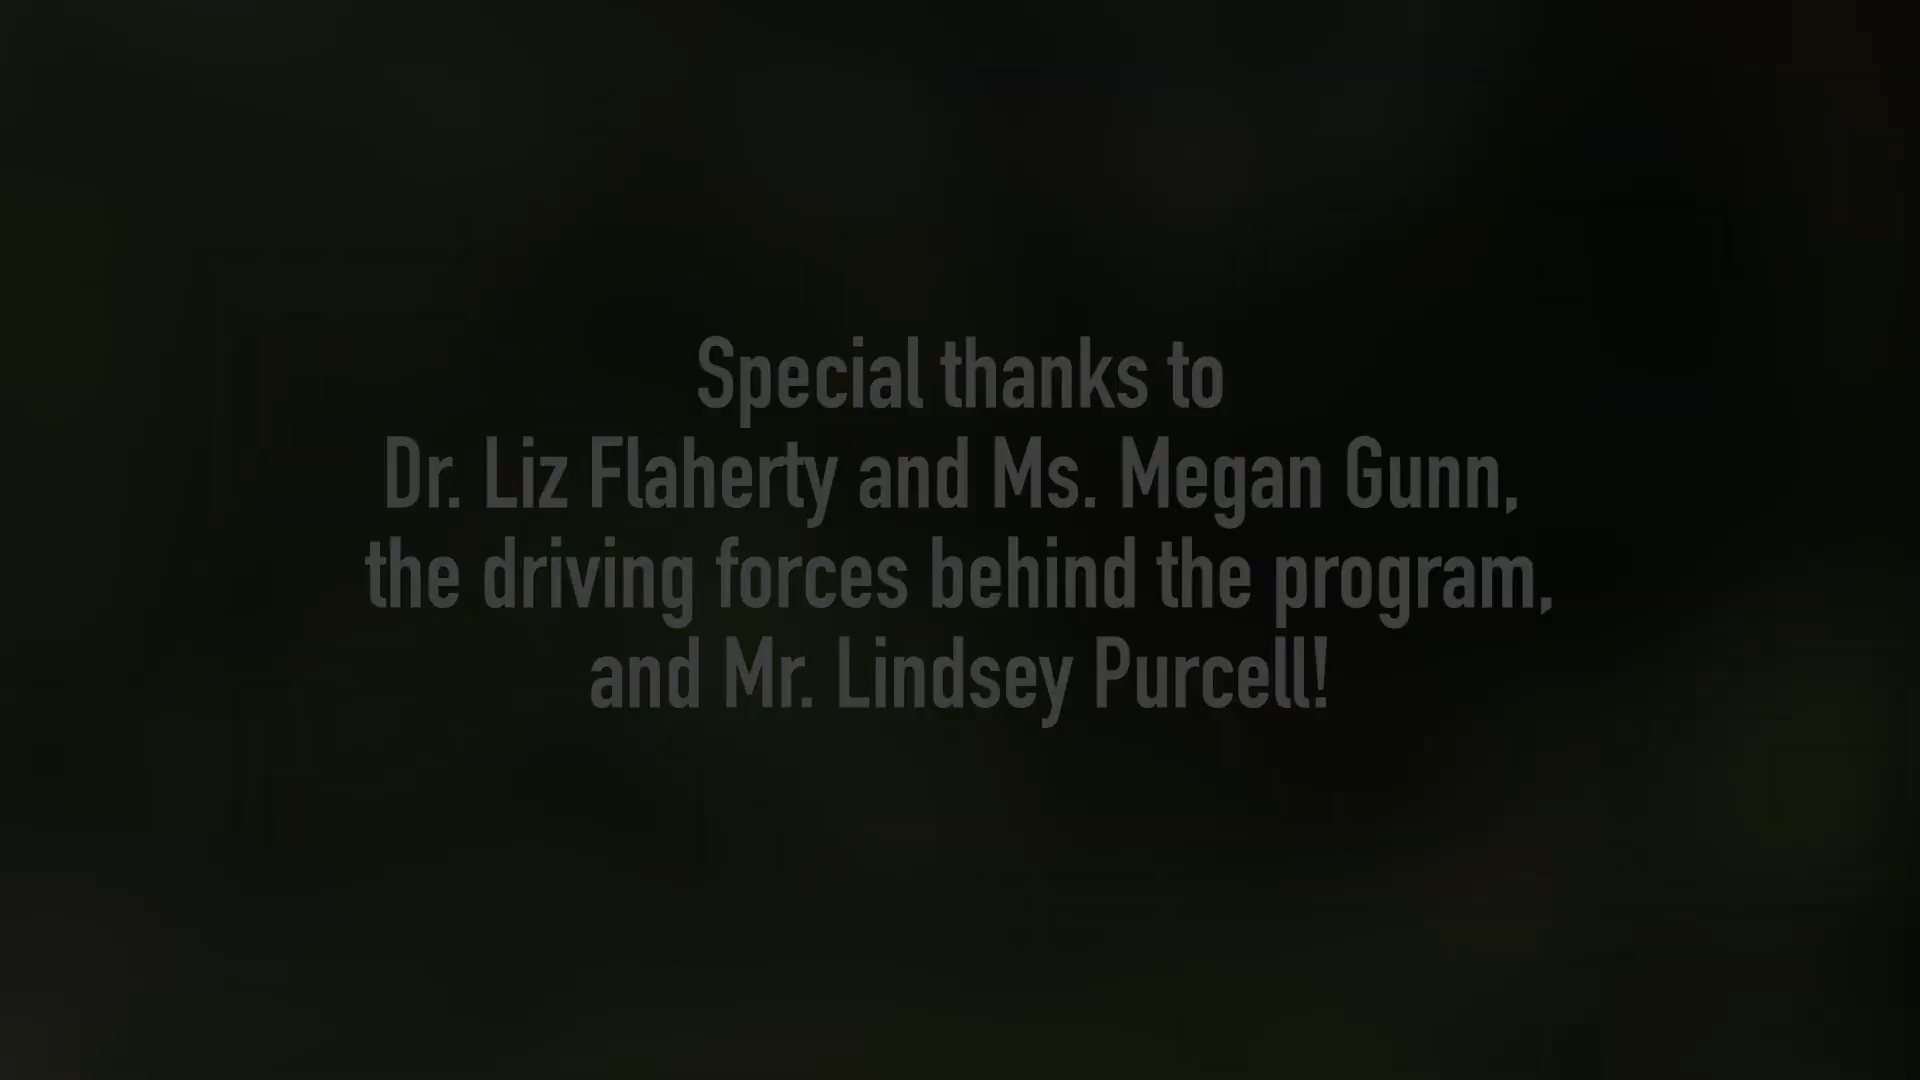 Special thanks to
Dr. Liz Flaherty and Ms. Megan Gunn,
the driving forces behind the program,
and Mr. Lindsey Purcell!